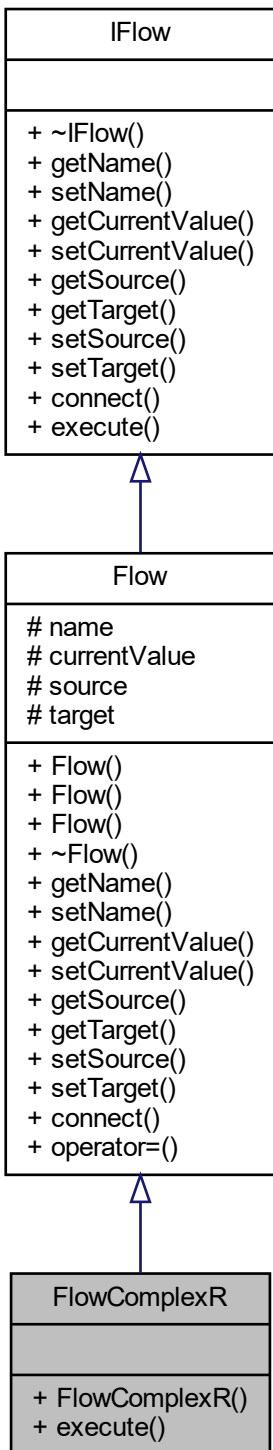 IFlow
+ ~IFlow()
+ getName()
+ setName()
+ getCurrentValue()
+ setCurrentValue()
+ getSource()
+ getTarget()
+ setSource()
+ setTarget()
+ connect()
+ execute()
Flow
# name
# currentValue
# source
# target
+ Flow()
+ Flow()
+ Flow()
+ ~Flow()
+ getName()
+ setName()
+ getCurrentValue()
+ setCurrentValue()
+ getSource()
+ getTarget()
+ setSource()
+ setTarget()
+ connect()
+ operator=()
FlowComplexR
+ FlowComplexR()
+ execute()